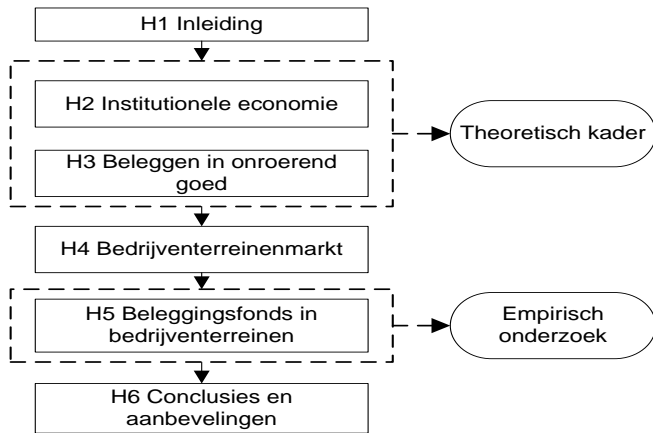 H1 Inleiding
H2 Institutionele economie
Theoretisch kader
H3 Beleggen in onroerend
goed
H4 Bedrijventerreinenmarkt
H5 Beleggingsfonds in
bedrijventerreinen
Empirisch
onderzoek
H6 Conclusies en
aanbevelingen